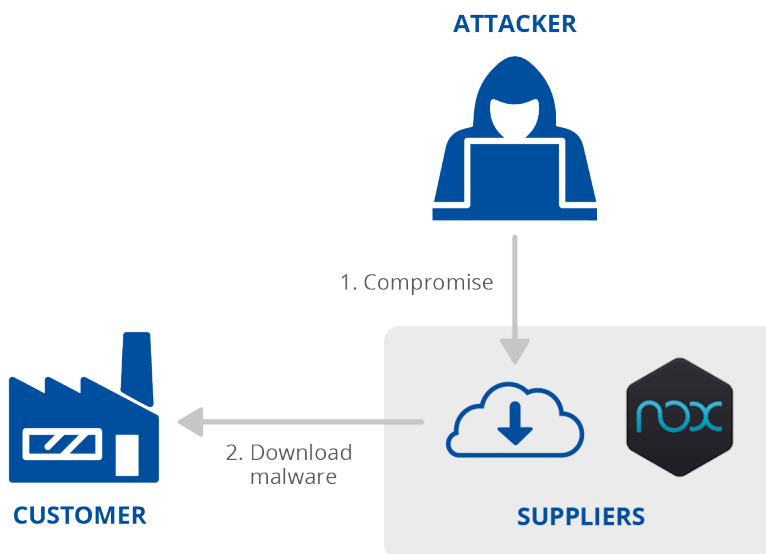 ATTACKER
1. Compromise
nox
2. Download
malware
CUSTOMER
SUPPLIERS